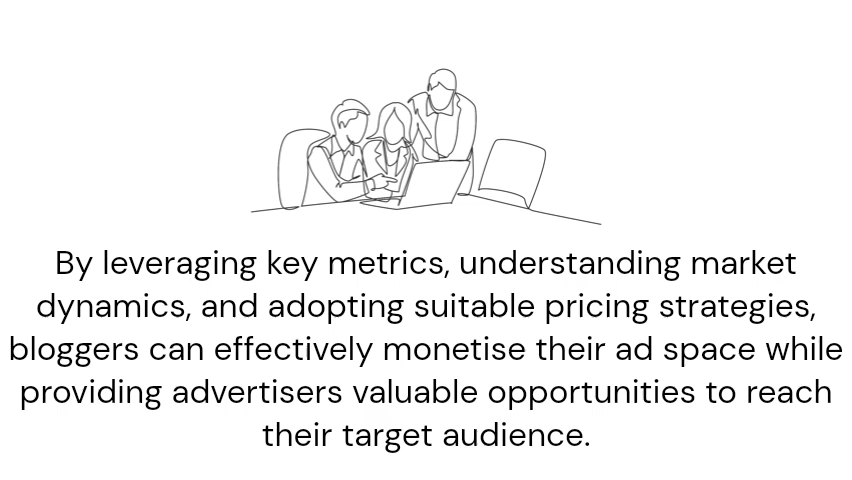 By leveraging key metrics, understanding market
dynamics, and adopting suitable pricing strategies,
bloggers can effectively monetise their ad space while
providing advertisers valuable opportunities to reach
their target audience.